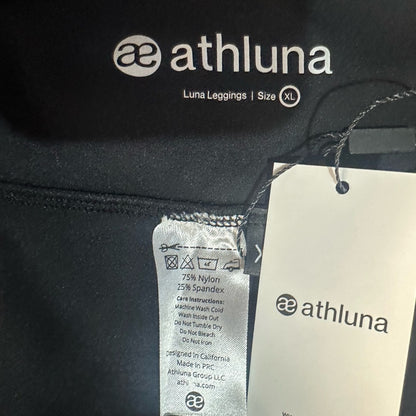 æ athluna
Luna Leggings | Size XL
75% Nylon
25% Spandex
Care Instructions:
Machine Wash Cold
Wash Inside Out
Do Not Tumble Dry
Do Not Bleach
Do Not Iron
Designed in California
Made in PRC
Athluna Group LLC
athluna.com
æ athluna